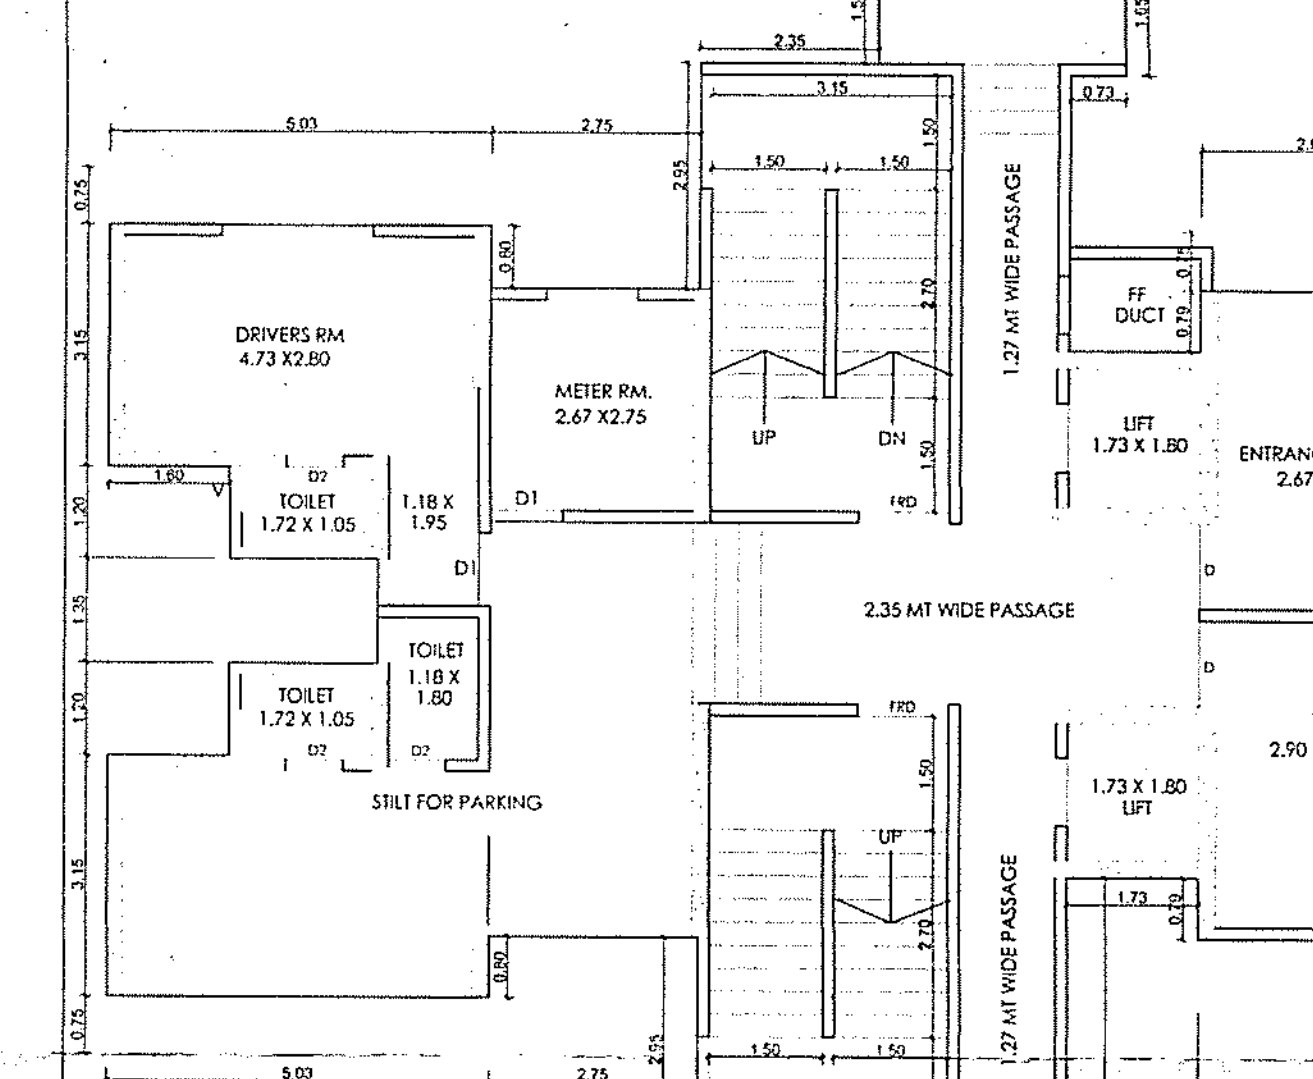 1.5
1.05
2.35
3.15
0.73
5.03
2.75
1.50
2.95
1.50
1.50
0.75
1.27 MT WIDE PASSAGE
0.80
2.70
FF
DUCT
0.79
3.15
DRIVERS RM
4.73 X2.80
METER RM.
2.67 X2.75
UP
DN
LIFT
1.73 X 1.80
1.50
1.60
V
D2
TOILET
1.72 X 1.05
1.18 X
1.95
D1
FRD
1.20
D1
D
2.35 MT WIDE PASSAGE
1.35
D
TOILET
1.18 X
1.80
TOILET
1.72 X 1.05
D2
D2
1.20
FRD
2.90
1.50
1.73 X 1.80
LIFT
STILT FOR PARKING
UP
3.15
1.73
0.79
2.70
1.27 MT WIDE PASSAGE
0.80
0.75
2.95
1.50
1.50
5.03
2.75